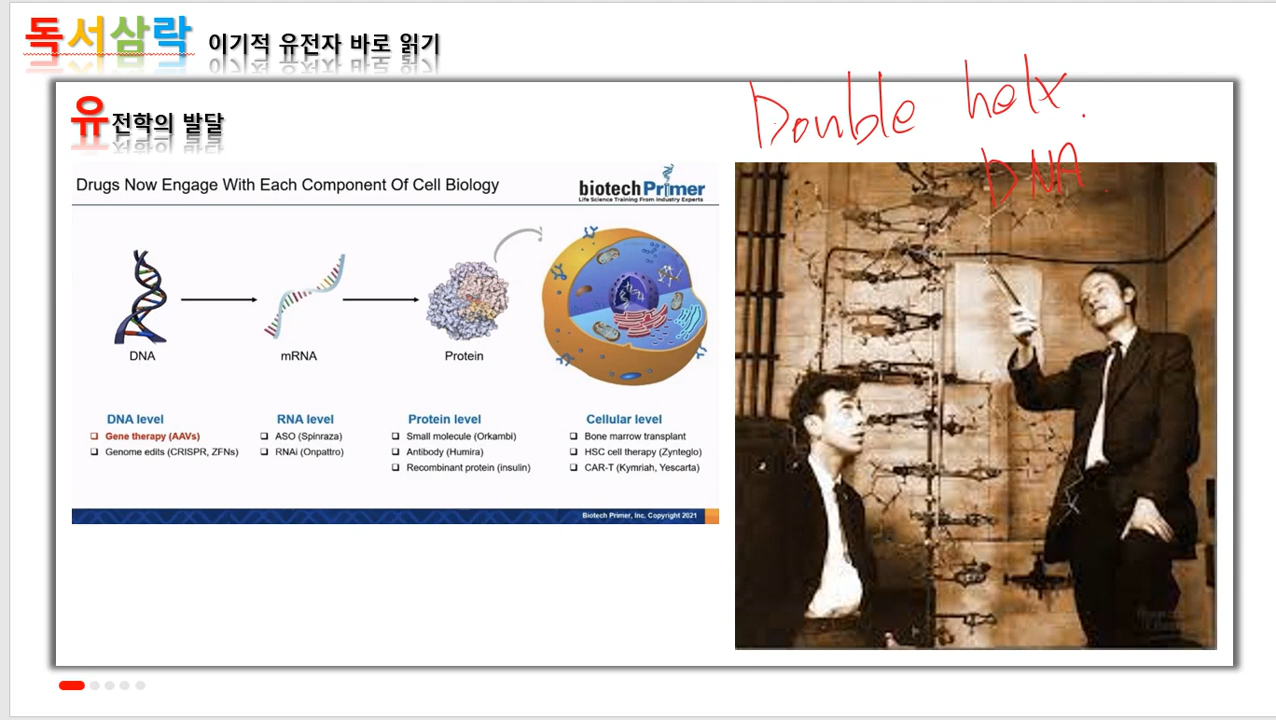 독서삼락 이기적 유전자 바로 읽기
유전학의 발달
Double helx.
DNA
Drugs Now Engage With Each Component Of Cell Biology
biotech Primer
Life Science Training From Industry Experts
DNA
mRNA
Protein
DNA level
Gene therapy (AAVs)
Genome edits (CRISPR, ZFNs)
RNA level
ASO (Spinraza)
RNAi (Onpattro)
Protein level
Small molecule (Orkambi)
Antibody (Humira)
Recombinant protein (insulin)
Cellular level
Bone marrow transplant
HSC cell therapy (Zynteglo)
CAR-T (Kymriah, Yescarta)
Biotech Primer, Inc. Copyright 2021